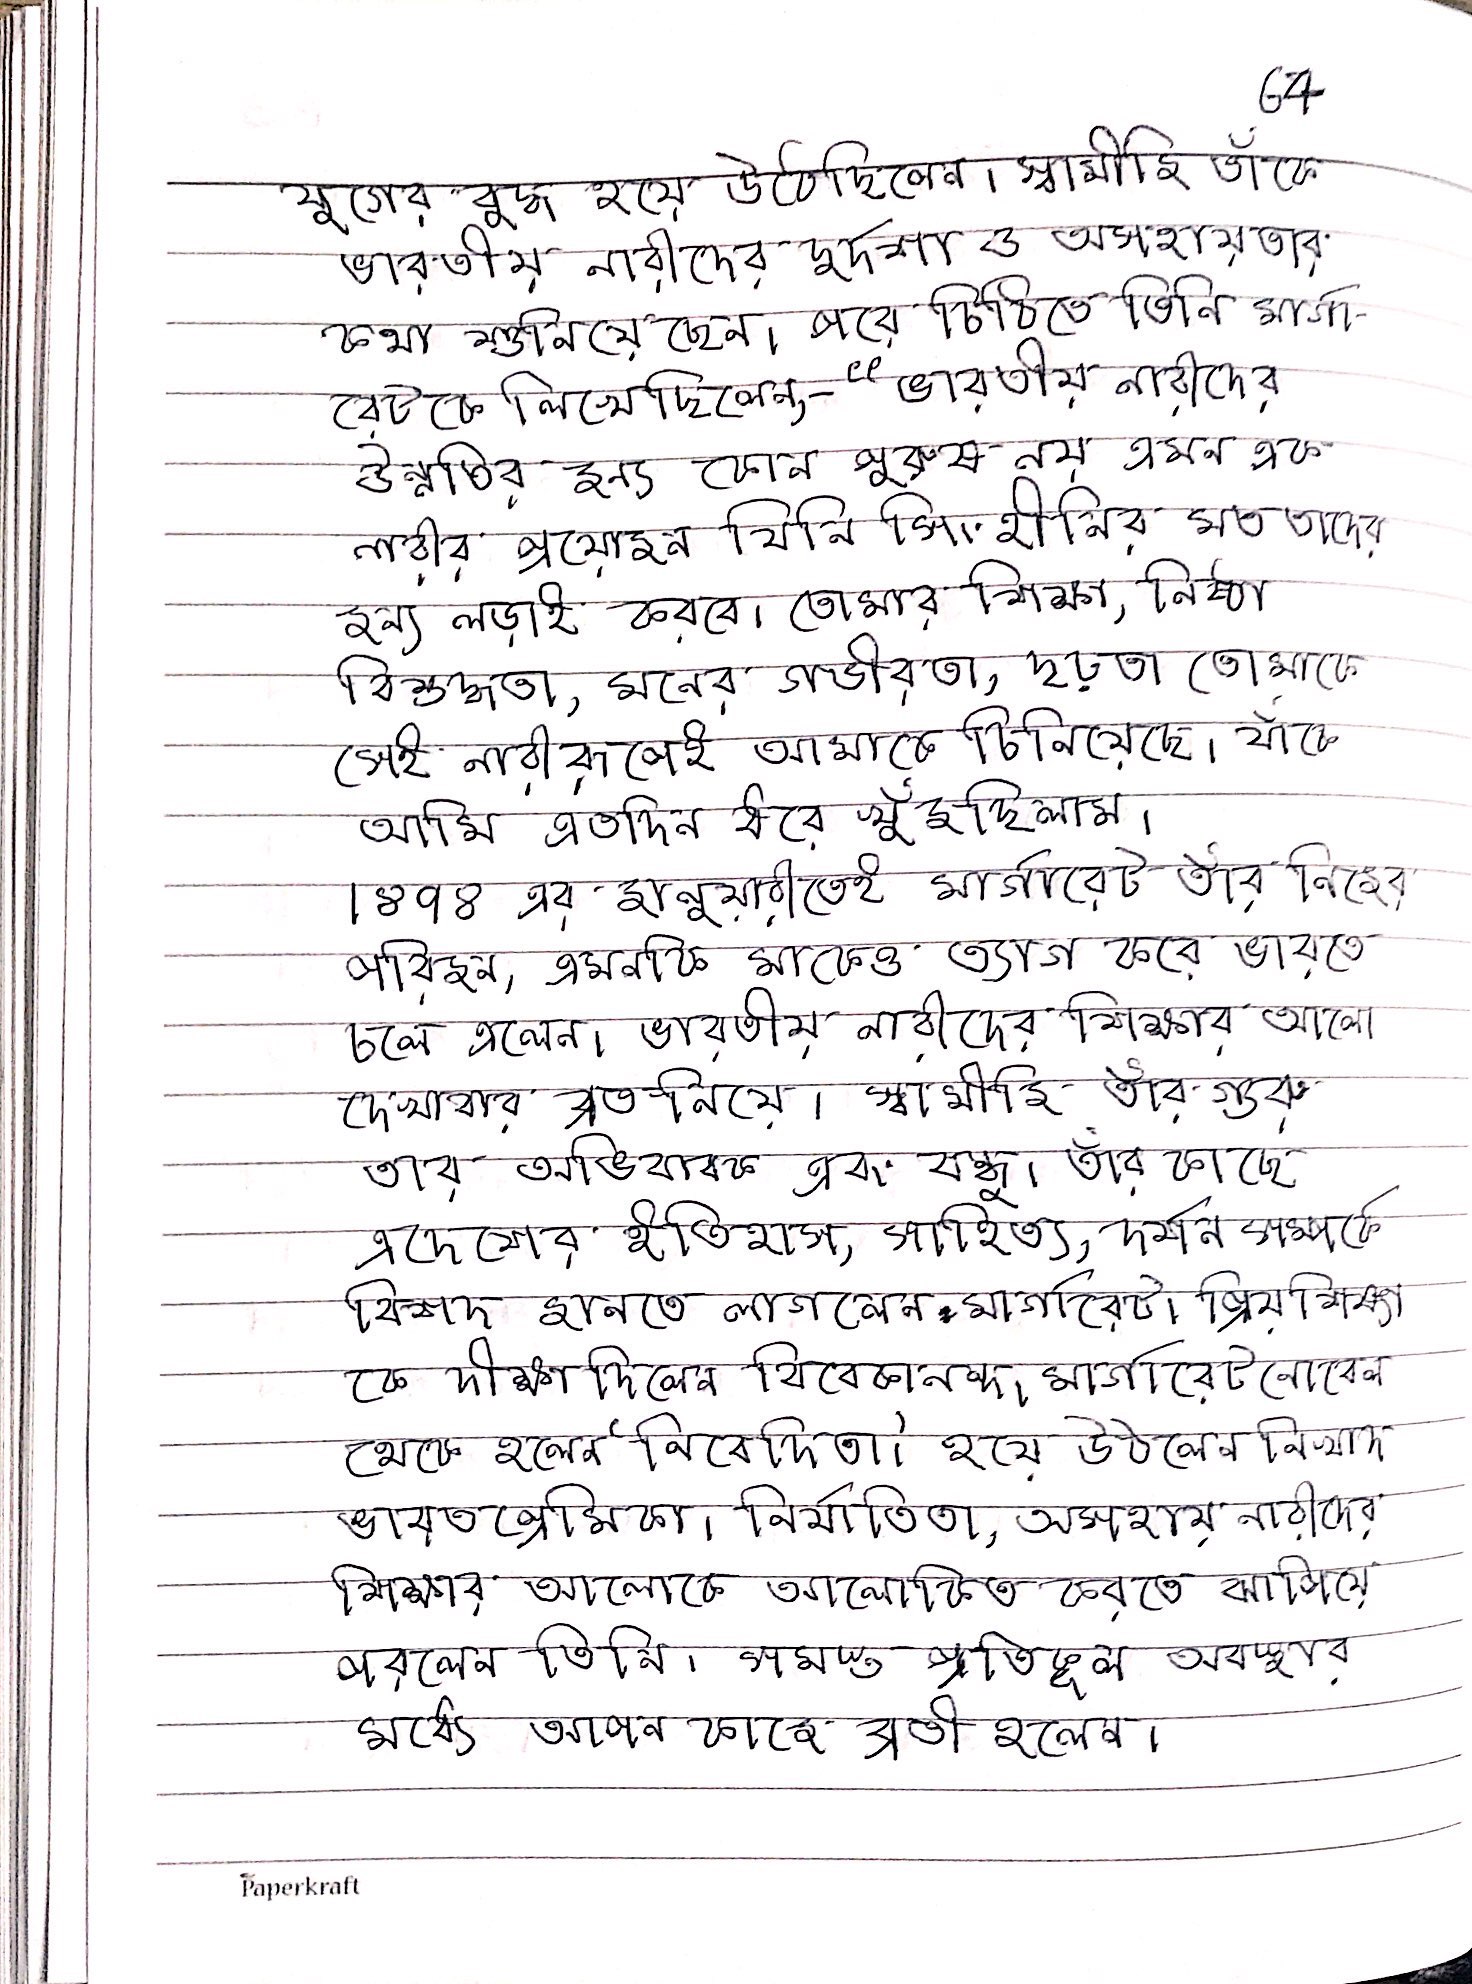 64
যুগের বুদ্ধ হয়ে উঠেছিলেন। স্বামীজি তাঁকে
ভারতীয় নারীদের দুর্দশা ও অসহায়তার
কথা শুনিয়েছেন। পরে চিঠিতে তিনি মার্গা-
রেটকে লিখেছিলেন,- “ভারতীয় নারীদের
উন্নতির জন্য কোন পুরুষ নয় এমন এক
নারীর প্রয়োজন যিনি সিংহীনির মত তাদের
জন্য লড়াই করবে। তোমার শিক্ষা, নিষ্ঠা
বিশুদ্ধতা, মনের গভীরতা, দৃঢ়তা তোমাকে
সেই নারীরূপেই আমাকে চিনিয়েছে। যাঁকে
আমি এতদিন ধরে খুঁজছিলাম।
1৪৭৪ এর জানুয়ারীতেই মার্গারেট তাঁর নিজের
পরিজন, এমনকি মাকেও ত্যাগ করে ভারতে
চলে এলেন। ভারতীয় নারীদের শিক্ষার আলো
দেখাবার ব্রত নিয়ে। স্বামীজি তাঁর গুরু
তার অভিবাবক এবং বন্ধু। তাঁর কাছে
এদেশের ইতিহাস, সাহিত্য, দর্শন সম্পর্কে
বিশদ জানতে লাগলেন মার্গারেট। প্রিয় শিষ্যা
কে দীক্ষা দিলেন বিবেকানন্দ, মার্গারেট নোবেল
থেকে হলেন 'নিবেদিতা।' হয়ে উঠলেন নিখাদ
ভারতপ্রেমিকা। নির্যাতিতা, অসহায় নারীদের
শিক্ষার আলোকে আলোকিত করতে ঝাপিয়ে
পরলেন তিনি। সমস্ত প্রতিকূল অবস্থার
মধ্যে আপন কাজে ব্রতী হলেন।
Paperkraft